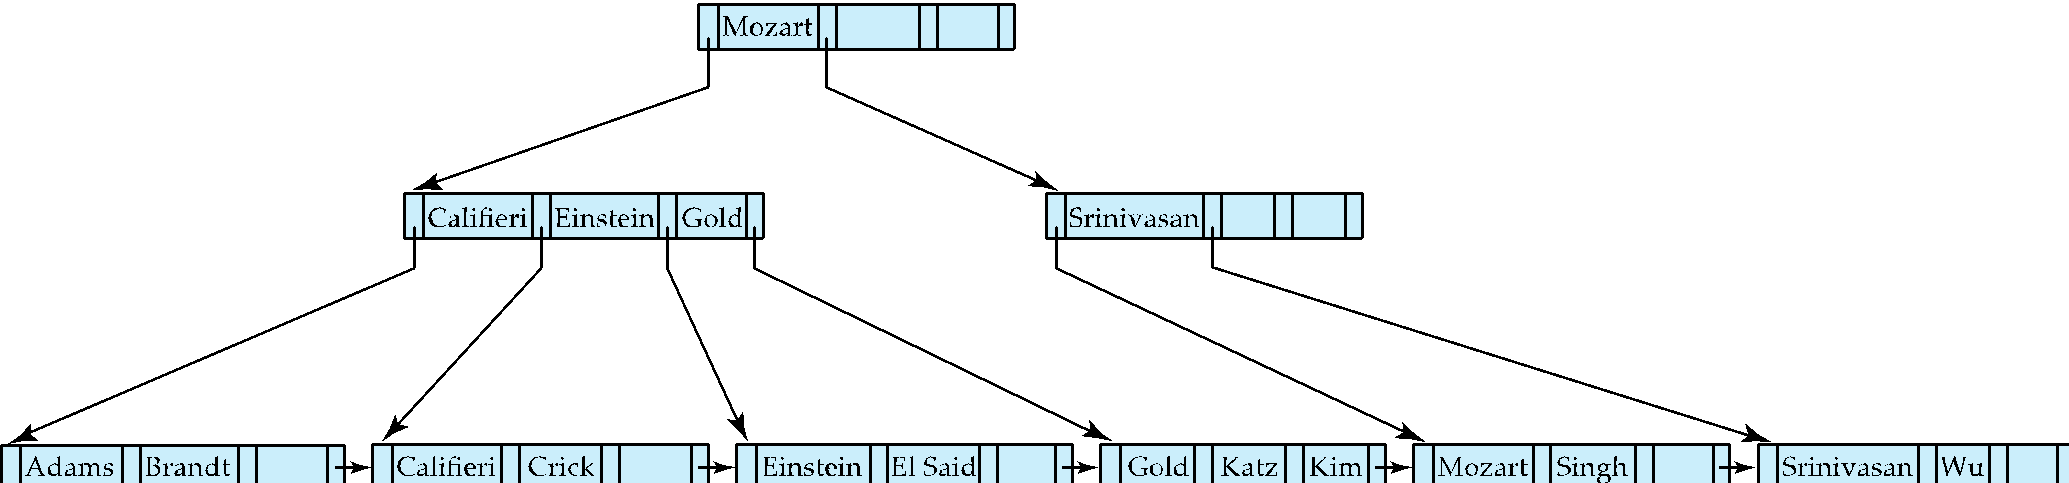 Mozart
Califieri Einstein Gold Srinivasan
Adams Brandt Califieri Crick Einstein El Said Gold Katz Kim Mozart Singh Srinivasan Wu